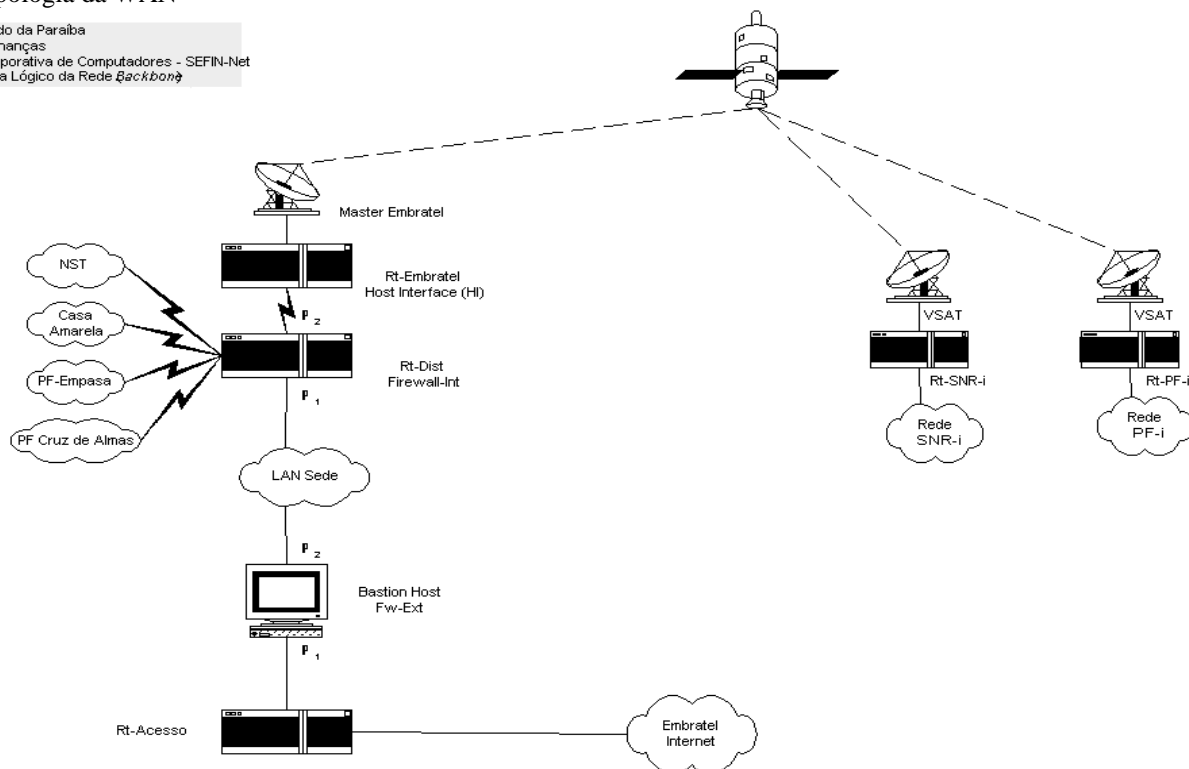 da WAN
do da Paraíba
nanças
porativa de Computadores - SEFIN-Net
a Lógico da Rede Backbone
Master Embratel
NST
Rt-Embratel
Host Interface (HI)
Casa
Amarela
P 2
VSAT
VSAT
Rt-Dist
Firewall-Int
PF-Empasa
Rt-SNR-i
Rt-PF-i
P 1
PF Cruz de Almas
Rede
SNR-i
Rede
PF-i
LAN Sede
P 2
Bastion Host
Fw-Ext
P 1
Rt-Acesso
Embratel
Internet